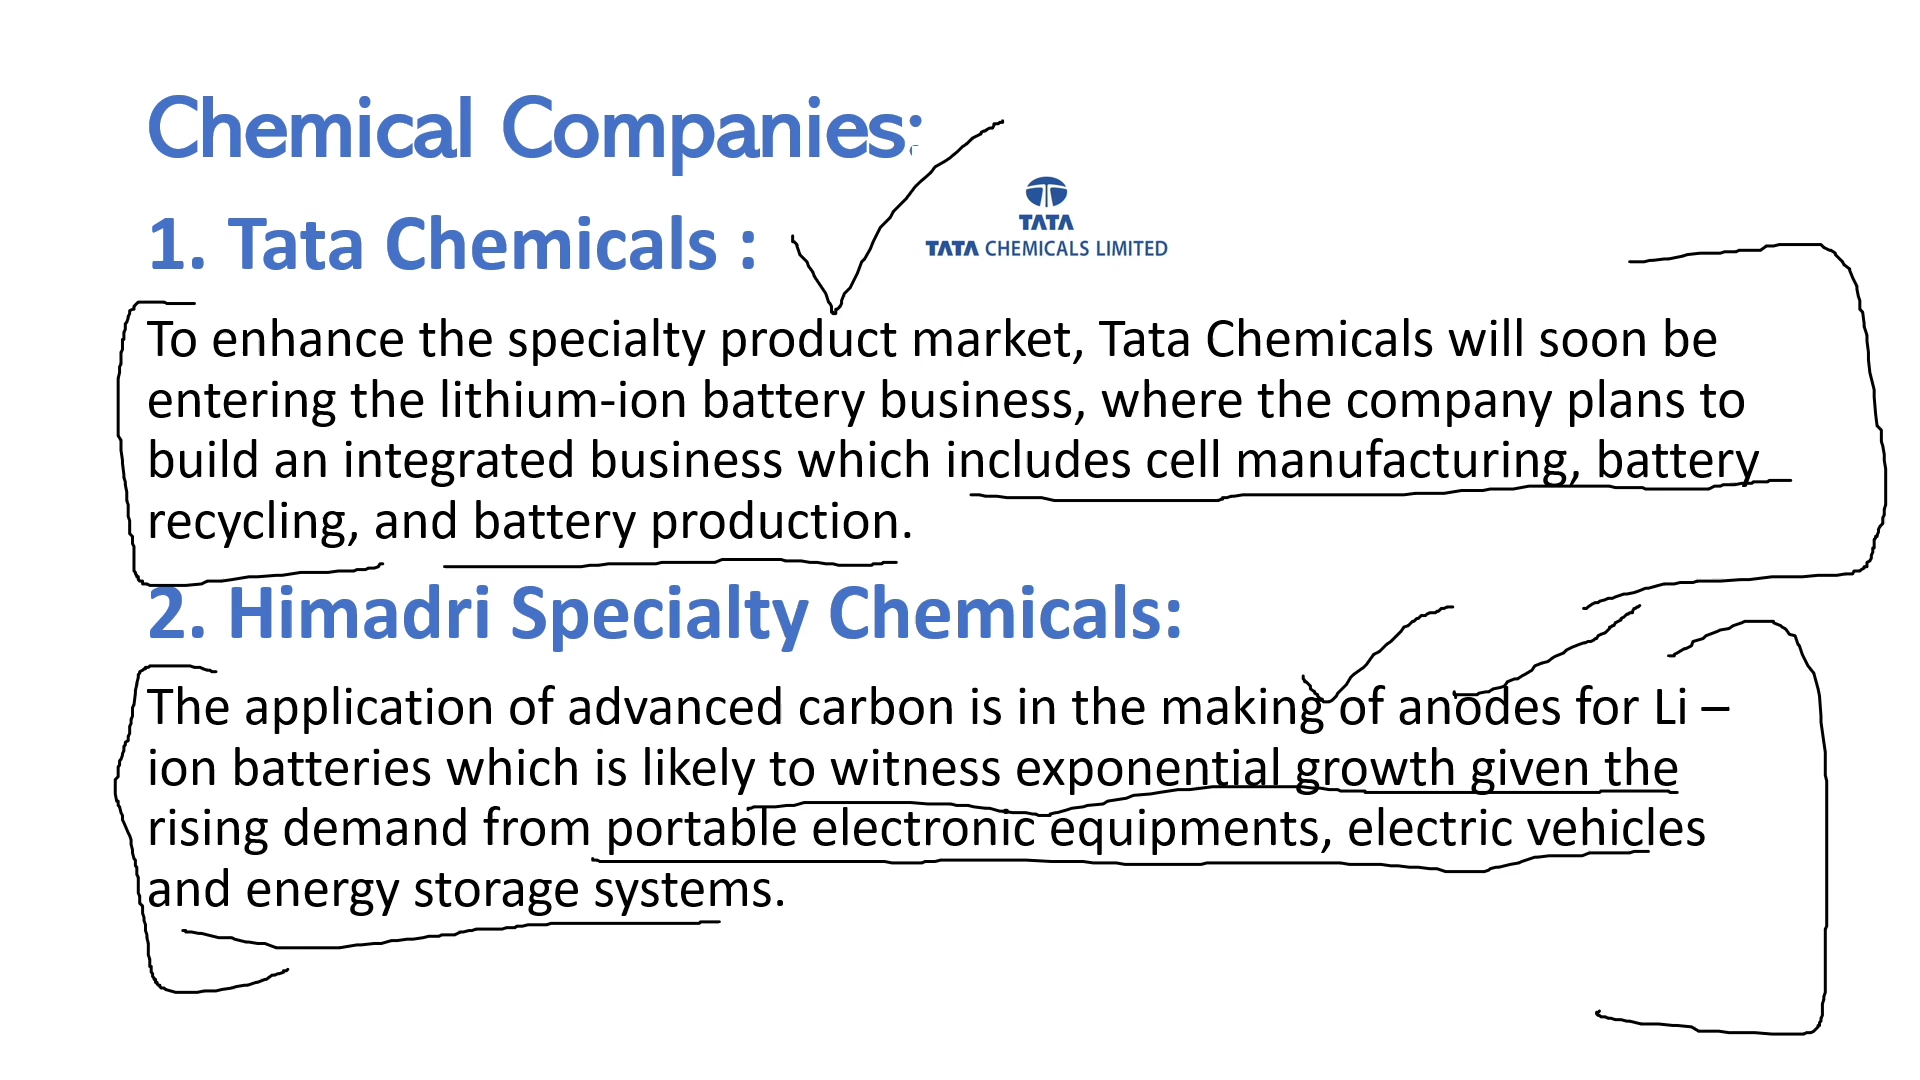 Chemical Companies:
1. Tata Chemicals :
TATA
TATA CHEMICALS LIMITED
To enhance the specialty product market, Tata Chemicals will soon be
entering the lithium-ion battery business, where the company plans to
build an integrated business which includes cell manufacturing, battery
recycling, and battery production.
2. Himadri Specialty Chemicals:
The application of advanced carbon is in the making of anodes for Li –
ion batteries which is likely to witness exponential growth given the
rising demand from portable electronic equipments, electric vehicles
and energy storage systems.